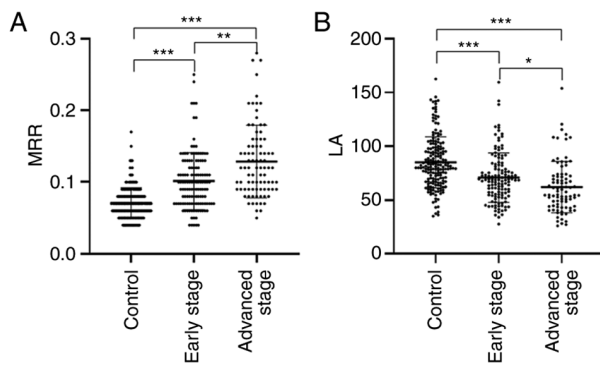 A
***
***
**
MRR
0.3
0.2
0.1
0.0
Control
Early stage
Advanced
stage
B
***
***
*
LA
200
150
100
50
0
Control
Early stage
Advanced
stage